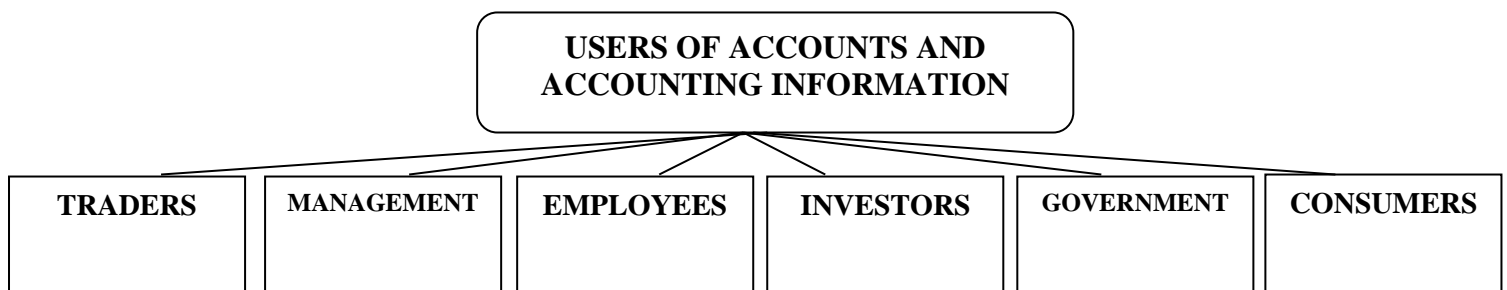 USERS OF ACCOUNTS AND
ACCOUNTING INFORMATION
TRADERS
MANAGEMENT
EMPLOYEES
INVESTORS
GOVERNMENT
CONSUMERS